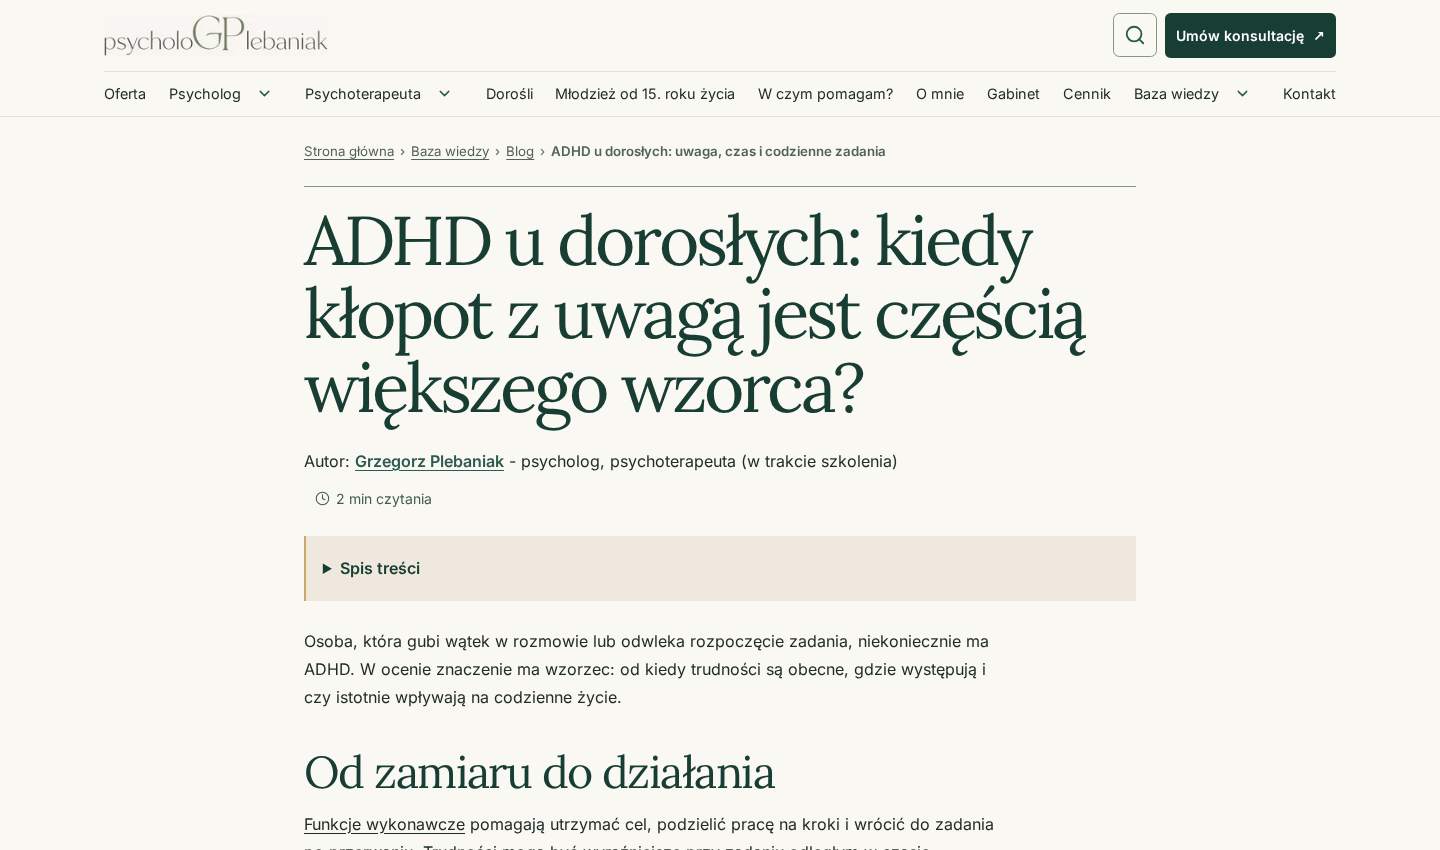 psycholoGPlebaniak
Umów konsultację ↗
Oferta Psycholog Psychoterapeuta Dorośli Młodzież od 15. roku życia W czym pomagam? O mnie Gabinet Cennik Baza wiedzy Kontakt
Strona główna › Baza wiedzy › Blog › ADHD u dorosłych: uwaga, czas i codzienne zadania
ADHD u dorosłych: kiedy
kłopot z uwagą jest częścią
większego wzorca?
Autor: Grzegorz Plebaniak - psycholog, psychoterapeuta (w trakcie szkolenia)
2 min czytania
Spis treści
Osoba, która gubi wątek w rozmowie lub odwleka rozpoczęcie zadania, niekoniecznie ma
ADHD. W ocenie znaczenie ma wzorzec: od kiedy trudności są obecne, gdzie występują i
czy istotnie wpływają na codzienne życie.
Od zamiaru do działania
Funkcje wykonawcze pomagają utrzymać cel, podzielić pracę na kroki i wrócić do zadania